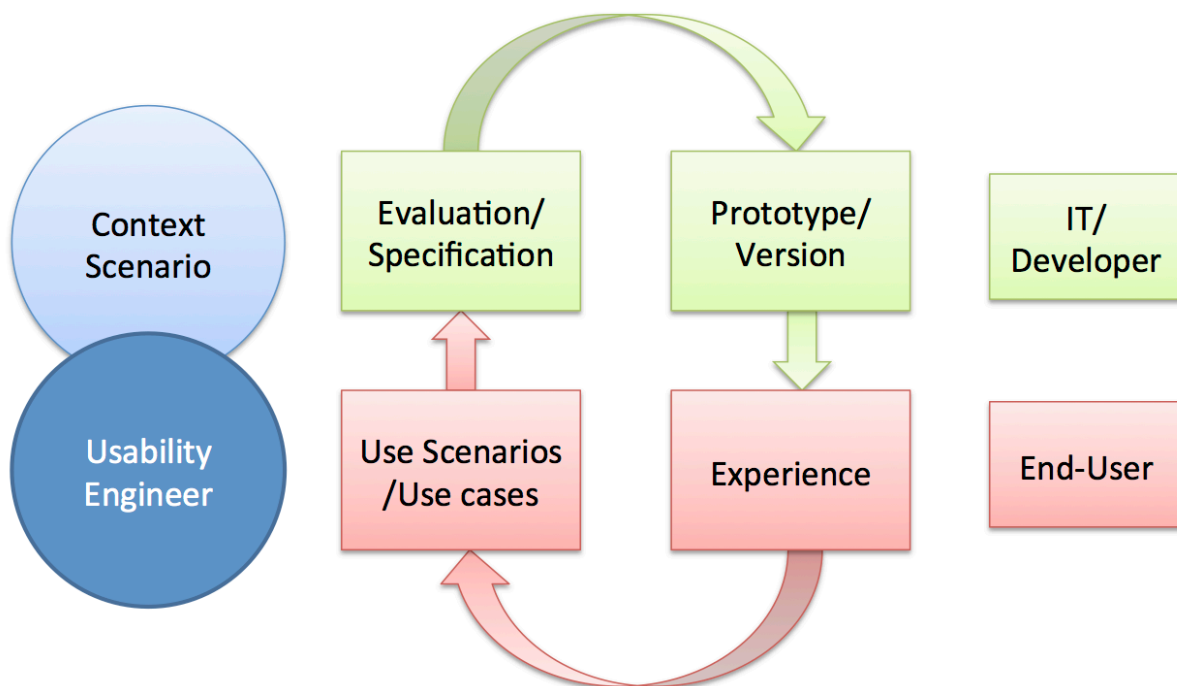 Context
Scenario
Usability
Engineer
Evaluation/
Specification
Prototype/
Version
Use Scenarios
/Use cases
Experience
IT/
Developer
End-User